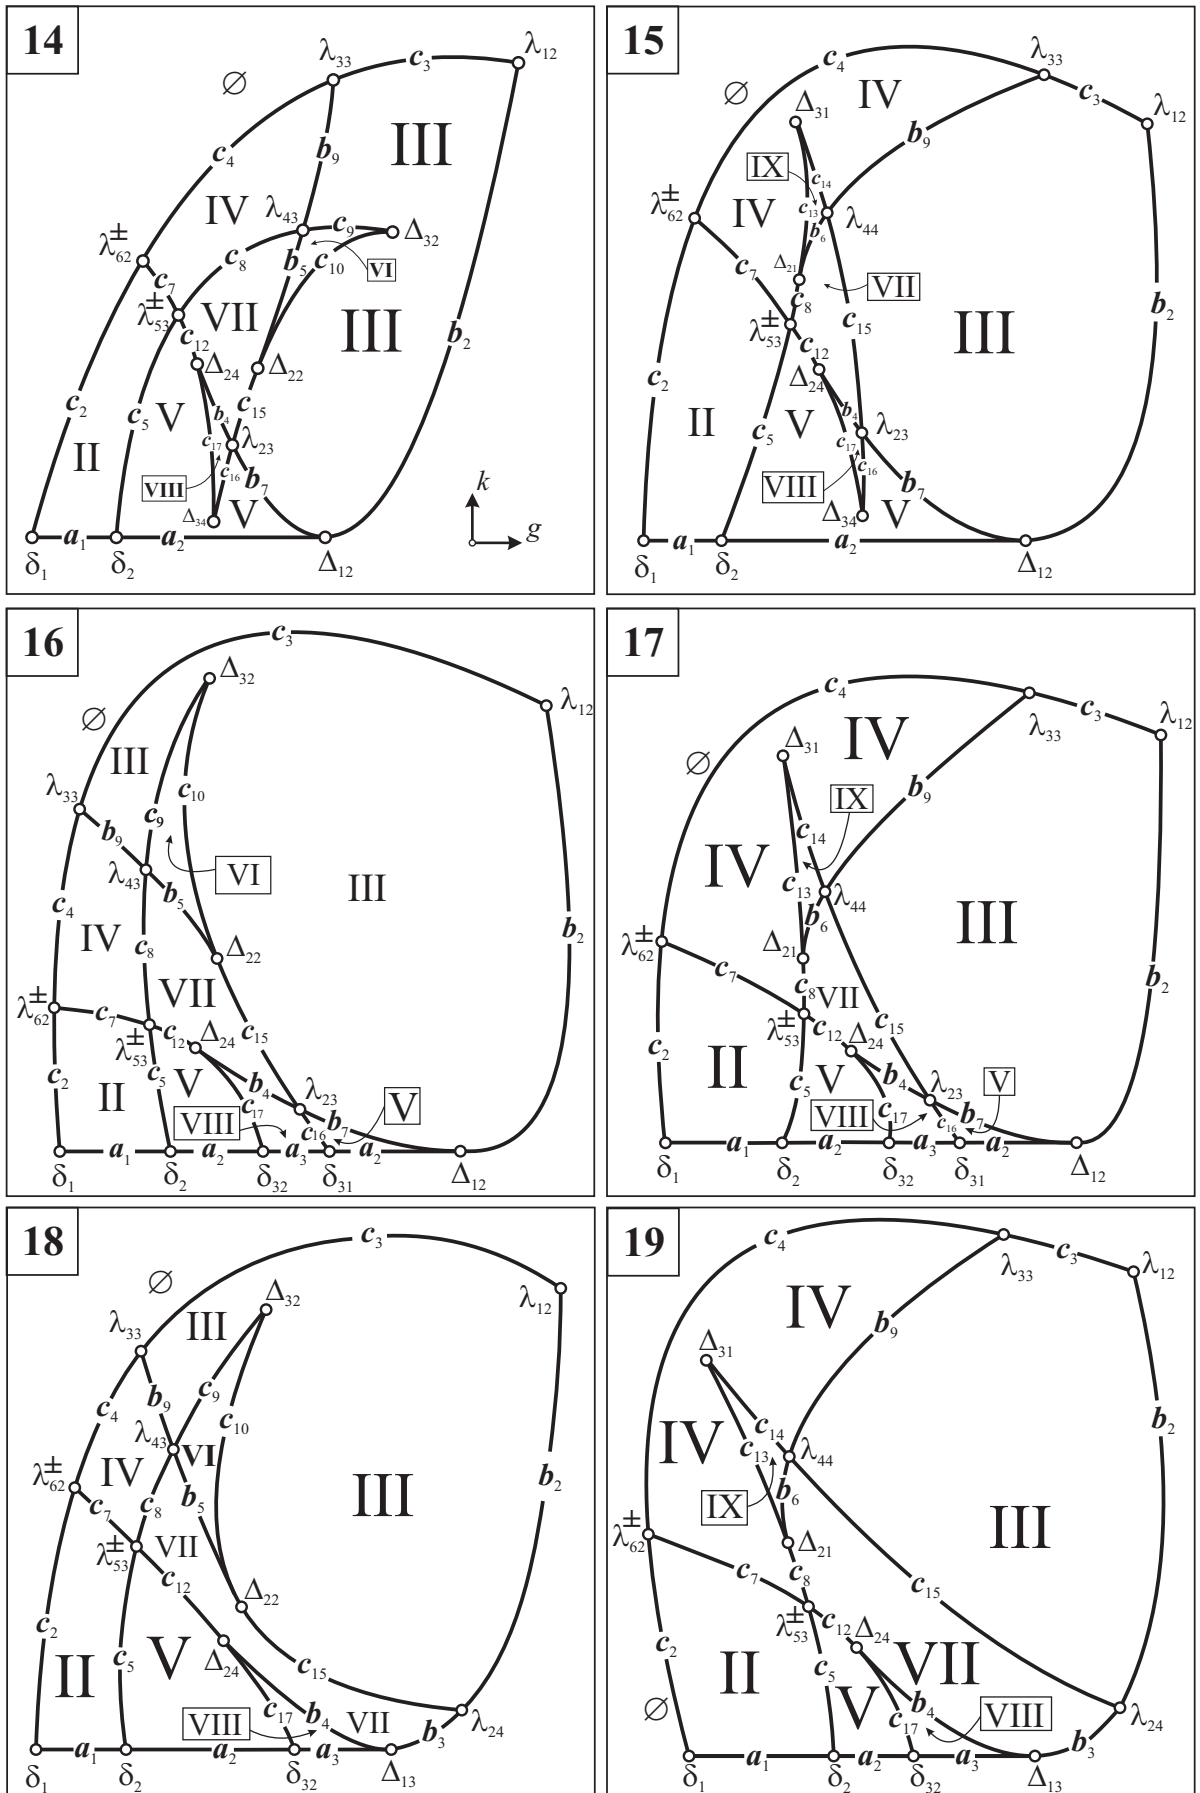 14
∅
λ33
c3
λ12
c4
b9
III
IV
λ43
c9
Δ32
λ62±
c7
c8
b5
c10
VI
λ53±
VII
III
b2
c12
Δ24
Δ22
c2
c5
V
b4
c15
II
c17
λ23
VIII
c16
b7
Δ34
V
k
g
a1
a2
δ1
δ2
Δ12
15
c4
λ33
∅
IV
c3
λ12
Δ31
b9
IX
c14
λ62±
IV
c13
λ44
b6
c7
Δ21
VII
c8
b2
λ53±
c15
III
c12
c2
Δ24
II
c5
V
b4
λ23
c17
c16
VIII
b7
Δ34
V
a1
a2
δ1
δ2
Δ12
16
c3
Δ32
λ12
∅
III
c10
λ33
c9
b9
λ43
VI
b5
III
c4
IV
c8
b2
Δ22
VII
λ62±
c7
c12
Δ24
c15
λ53±
c2
c5
V
b4
II
c17
λ23
V
VIII
c16
b7
a1
a2
a3
a2
δ1
δ2
δ32
δ31
Δ12
17
c4
λ33
c3
λ12
Δ31
IV
∅
b9
IX
c14
IV
c13
λ44
b6
III
λ62±
Δ21
c7
c8
VII
b2
λ53±
c12
Δ24
c15
c2
II
c5
V
b4
λ23
V
VIII
c17
b7
c16
a1
a2
a3
a2
δ1
δ2
δ32
δ31
Δ12
18
c3
∅
Δ32
λ12
λ33
III
c9
b9
c4
c10
λ43
VI
IV
λ62±
b5
III
b2
c7
c8
λ53±
VII
c12
Δ22
c2
Δ24
II
c5
V
c15
c17
b4
VIII
VII
b3
λ24
a1
a2
a3
δ1
δ2
δ32
Δ13
19
c4
λ33
c3
λ12
IV
b9
Δ31
b2
IV
c14
c13
λ44
IX
b6
III
λ62±
Δ21
c7
c8
c15
λ53±
c12
Δ24
c2
II
c5
VII
∅
V
b4
c17
VIII
λ24
b3
a1
a2
a3
δ1
δ2
δ32
Δ13